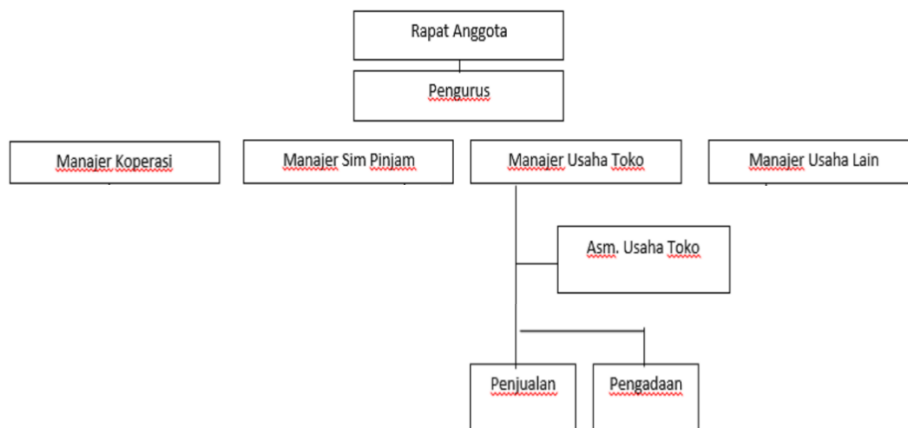 Rapat Anggota
Pengurus
Manajer Koperasi
Manajer Sim Pinjam
Manajer Usaha Toko
Manajer Usaha Lain
Asm. Usaha Toko
Penjualan
Pengadaan